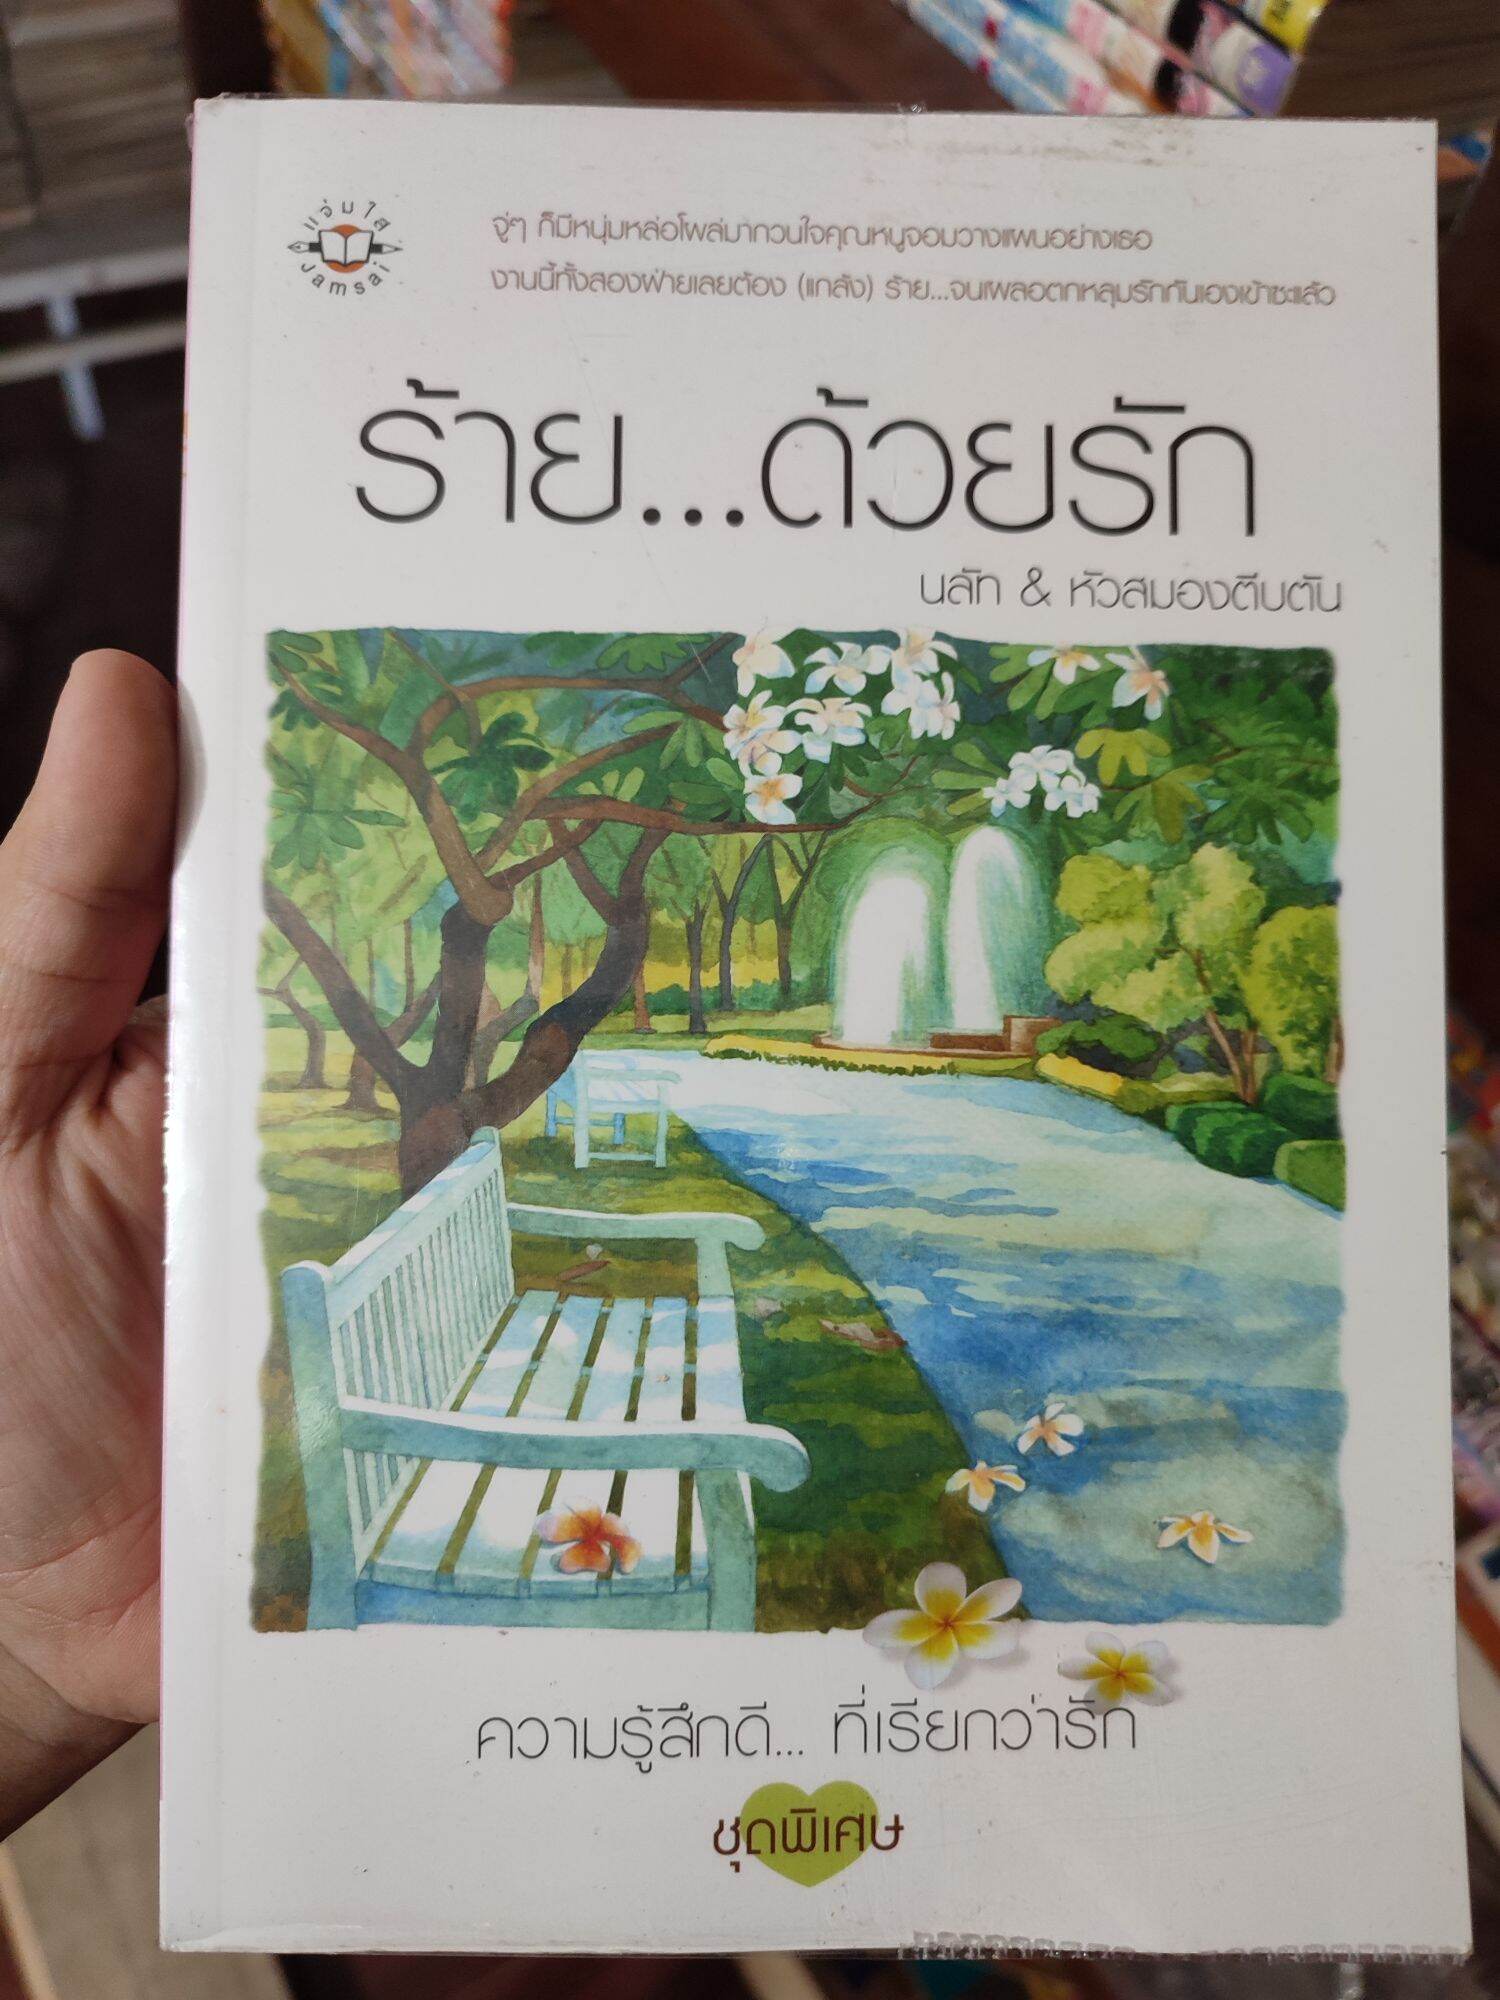 แจ่มใส
Jamsai
จู่ๆ ก็มีหนุ่มหล่อโผล่มากวนใจคุณหนูจอมวางแผนอย่างเธอ
งานนี้ทั้งสองฝ่ายเลยต้อง (แกล้ง) ร้าย...จนเผลอตกหลุมรักกันเองเข้าซะแล้ว
ร้าย...ด้วยรัก
นลัท & หัวสมองตีบตัน
ความรู้สึกดี... ที่เรียกว่ารัก
ชุดพิเศษ